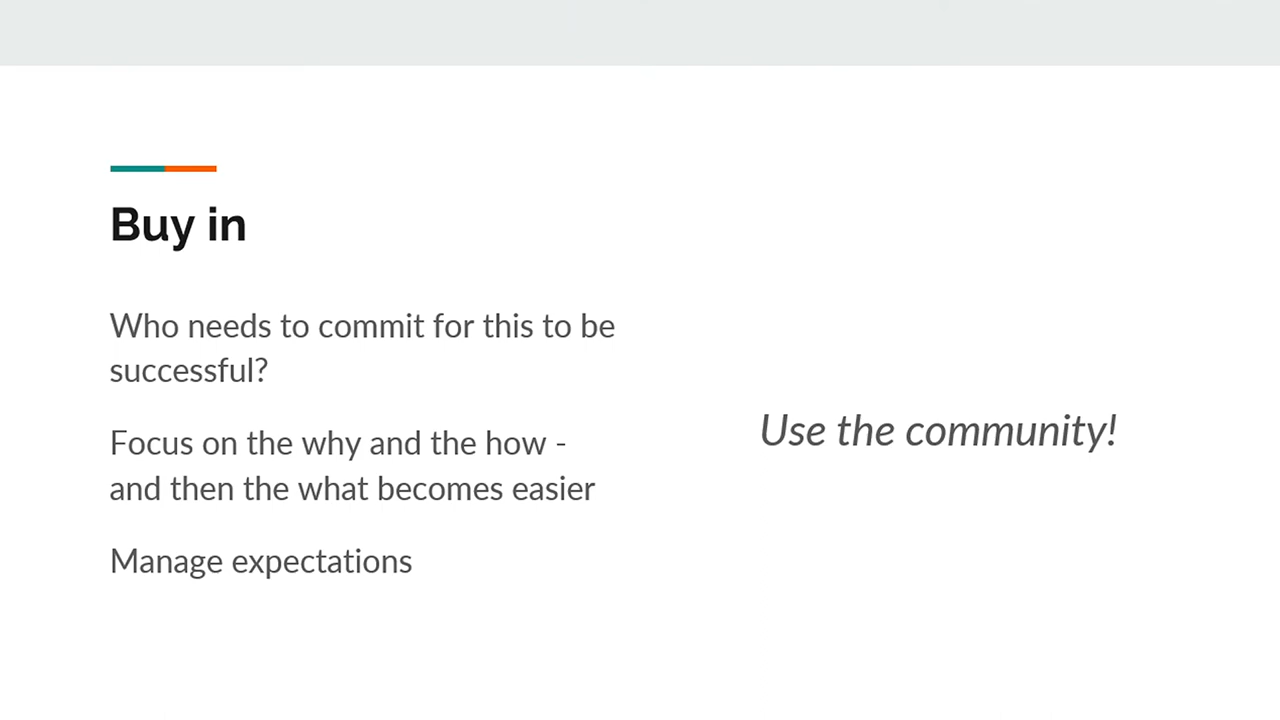 Buy in
Who needs to commit for this to be
successful?
Focus on the why and the how -
and then the what becomes easier
Manage expectations
Use the community!